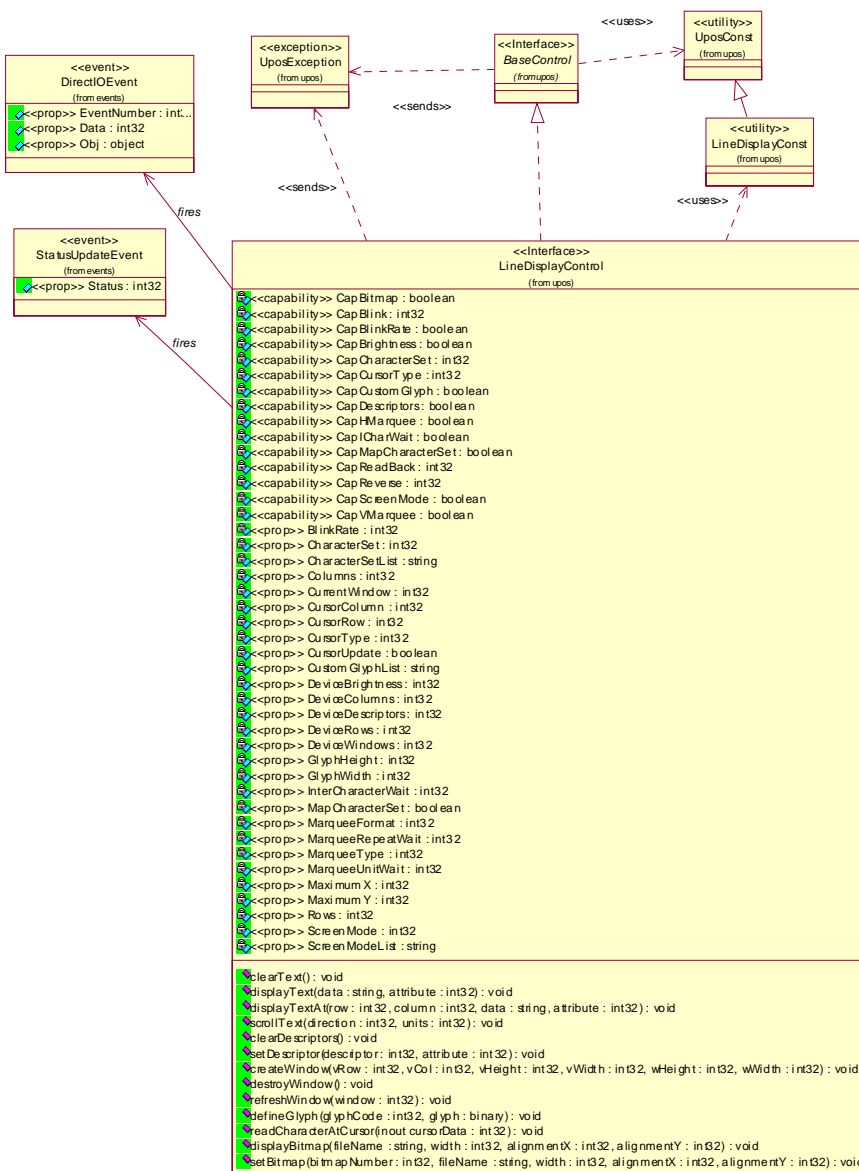 <<uses>>
<<utility>>
UposConst
(from upos)
<<exception>>
UposException
(from upos)
<<Interface>>
BaseControl
(from upos)
<<event>>
DirectIOEvent
(from events)
<<prop>> EventNumber : int...
<<prop>> Data : int32
<<prop>> Obj : object
<<sends>>
<<utility>>
LineDisplayConst
(from upos)
<<sends>>
<<uses>>
fires
<<event>>
StatusUpdateEvent
(from events)
<<prop>> Status : int32
fires
<<Interface>>
LineDisplayControl
(from upos)
<<capability>> CapBitmap : boolean
<<capability>> CapBlink : int32
<<capability>> CapBlinkRate : boolean
<<capability>> CapBrightness : boolean
<<capability>> CapCharacterSet : int32
<<capability>> CapCursorType : int32
<<capability>> CapCustomGlyph : boolean
<<capability>> CapDescriptors : boolean
<<capability>> CapHMarquee : boolean
<<capability>> CapICharWait : boolean
<<capability>> CapMapCharacterSet : boolean
<<capability>> CapReadBack : int32
<<capability>> CapReverse : int32
<<capability>> CapScreenMode : boolean
<<capability>> CapVMarquee : boolean
<<prop>> BlinkRate : int32
<<prop>> CharacterSet : int32
<<prop>> CharacterSetList : string
<<prop>> Columns : int32
<<prop>> CurrentWindow : int32
<<prop>> CursorColumn : int32
<<prop>> CursorRow : int32
<<prop>> CursorType : int32
<<prop>> CursorUpdate : boolean
<<prop>> CustomGlyphList : string
<<prop>> DeviceBrightness : int32
<<prop>> DeviceColumns : int32
<<prop>> DeviceDescriptors : int32
<<prop>> DeviceRows : int32
<<prop>> DeviceWindows : int32
<<prop>> GlyphHeight : int32
<<prop>> GlyphWidth : int32
<<prop>> InterCharacterWait : int32
<<prop>> MapCharacterSet : boolean
<<prop>> MarqueeFormat : int32
<<prop>> MarqueeRepeatWait : int32
<<prop>> MarqueeType : int32
<<prop>> MarqueeUnitWait : int32
<<prop>> MaximumX : int32
<<prop>> MaximumY : int32
<<prop>> Rows : int32
<<prop>> ScreenMode : int32
<<prop>> ScreenModeList : string
clearText() : void
displayText(data : string, attribute : int32) : void
displayTextAt(row : int32, column : int32, data : string, attribute : int32) : void
scrollText(direction : int32, units : int32) : void
clearDescriptors() : void
setDescriptor(descriptor : int32, attribute : int32) : void
createWindow(vRow : int32, vCol : int32, vHeight : int32, vWidth : int32, wHeight : int32, wWidth : int32) : void
destroyWindow() : void
refreshWindow(window : int32) : void
defineGlyph(glyphCode : int32, glyph : binary) : void
readCharacterAtCursor(inout cursorData : int32) : void
displayBitmap(fileName : string, width : int32, alignmentX : int32, alignmentY : int32) : void
setBitmap(bitmapNumber : int32, fileName : string, width : int32, alignmentX : int32, alignmentY : int32) : void